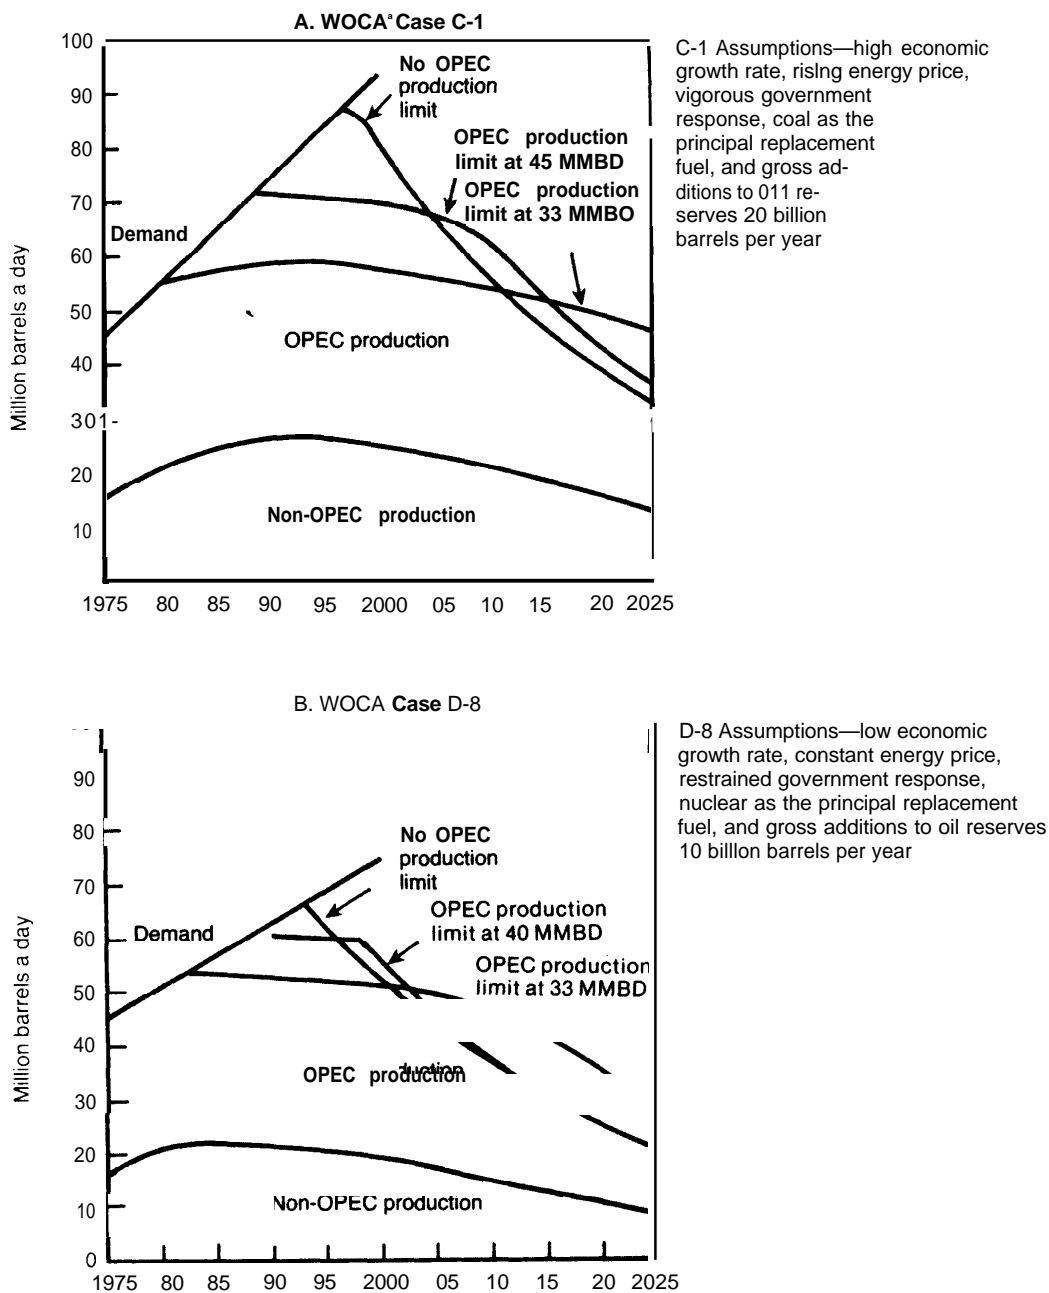 A. WOCAª Case C-1
100
90
80
70
60
50
40
301-
20
10
Million barrels a day
No OPEC
production
limit
OPEC production
limit at 45 MMBD
OPEC production
limit at 33 MMBO
Demand
OPEC production
Non-OPEC production
1975 80 85 90 95 2000 05 10 15 20 2025
C-1 Assumptions—high economic
growth rate, rislng energy price,
vigorous government
response, coal as the
principal replacement
fuel, and gross ad-
ditions to 011 re-
serves 20 billion
barrels per year
B. WOCA Case D-8
90
80
70
60
50
40
30
20
10
0
Million barrels a day
No OPEC
production
limit
OPEC production
limit at 40 MMBD
OPEC production
limit at 33 MMBD
Demand
OPEC production
Non-OPEC production
1975 80 85 90 95 2000 05 10 15 20 2025
D-8 Assumptions—low economic
growth rate, constant energy price,
restrained government response,
nuclear as the principal replacement
fuel, and gross additions to oil reserves
10 billlon barrels per year